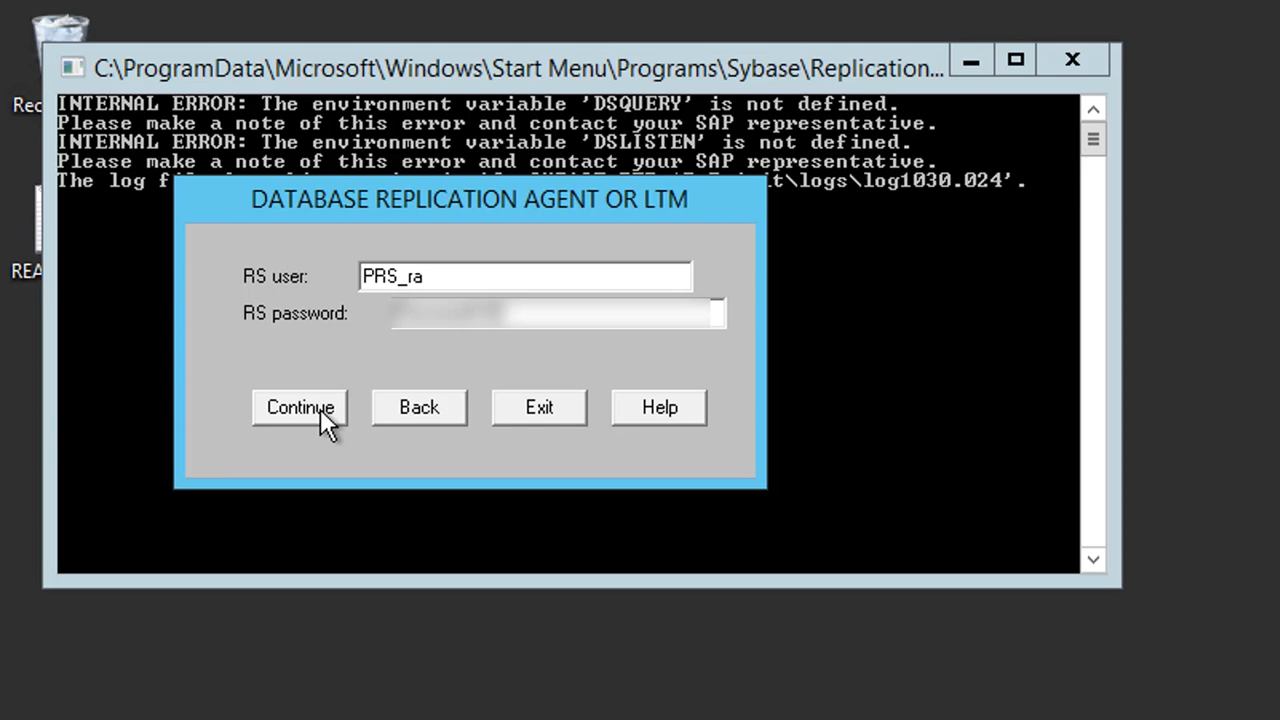 C:\ProgramData\Microsoft\Windows\Start Menu\Programs\Sybase\Replication...
Rec
INTERNAL ERROR: The environment variable 'DSQUERY' is not defined.
Please make a note of this error and contact your SAP representative.
INTERNAL ERROR: The environment variable 'DSLISTEN' is not defined.
Please make a note of this error and contact your SAP representative.
The log f it\logs\log1030.024'.
DATABASE REPLICATION AGENT OR LTM
REA
RS user: PRS_ra
RS password:
Continue Back Exit Help